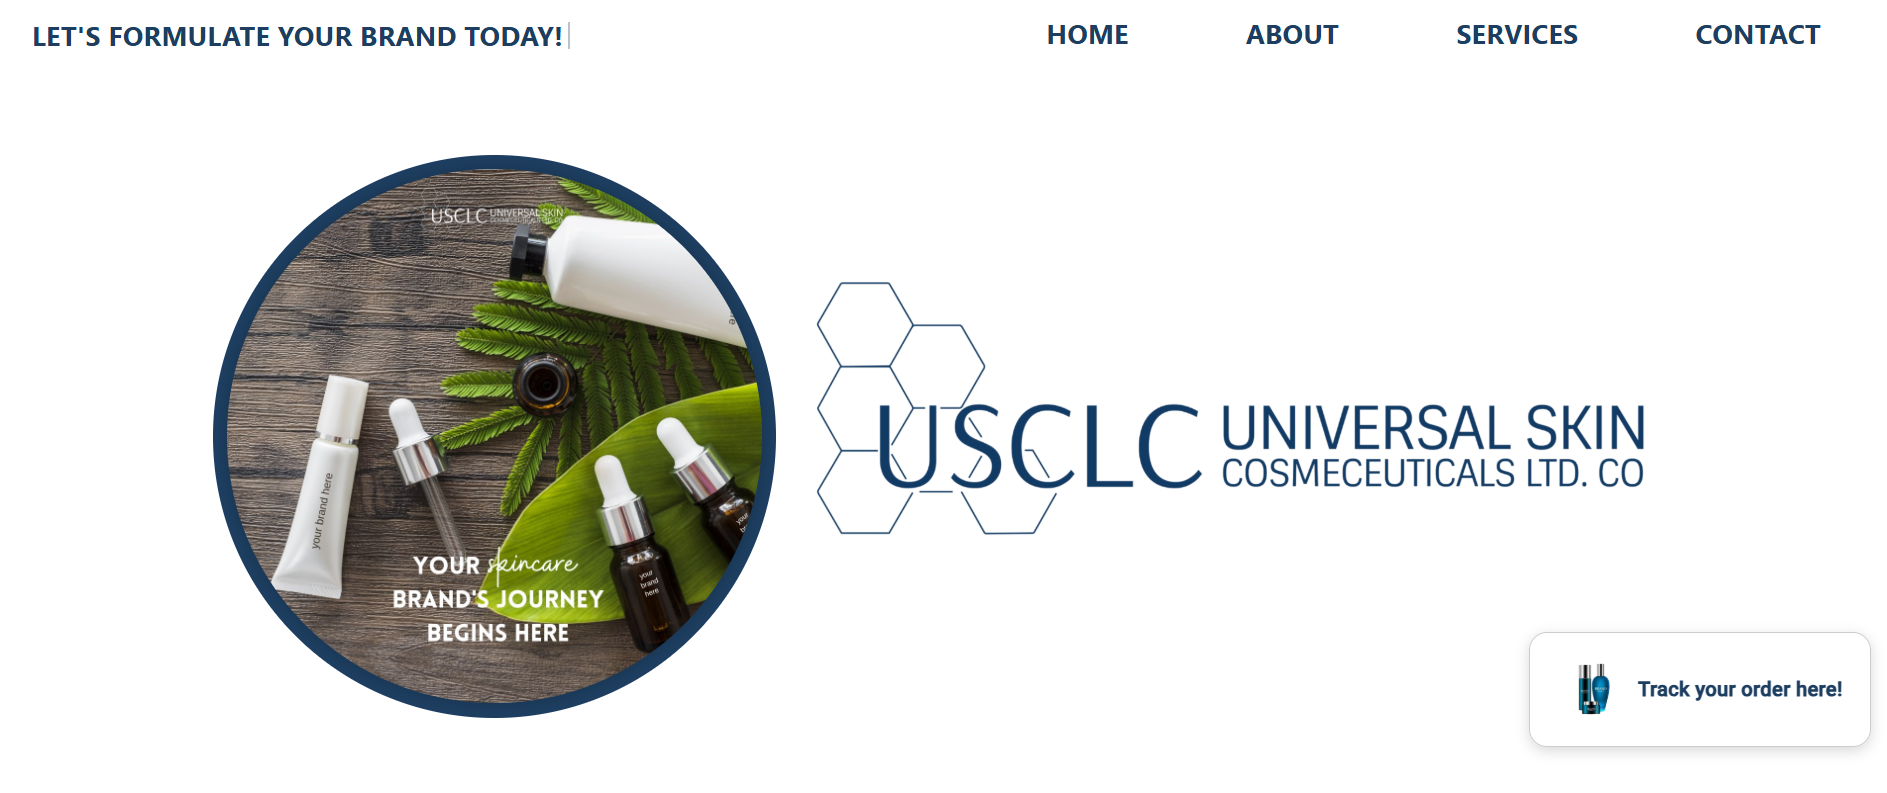 LET'S FORMULATE YOUR BRAND TODAY!
HOME
ABOUT
SERVICES
CONTACT
USCLC UNIVERSAL SKIN
COSMECEUTICALS LTD. CO
your brand here
your
brand
here
your
YOUR skincare
BRAND'S JOURNEY
BEGINS HERE
USCLC UNIVERSAL SKIN
COSMECEUTICALS LTD. CO
Track your order here!